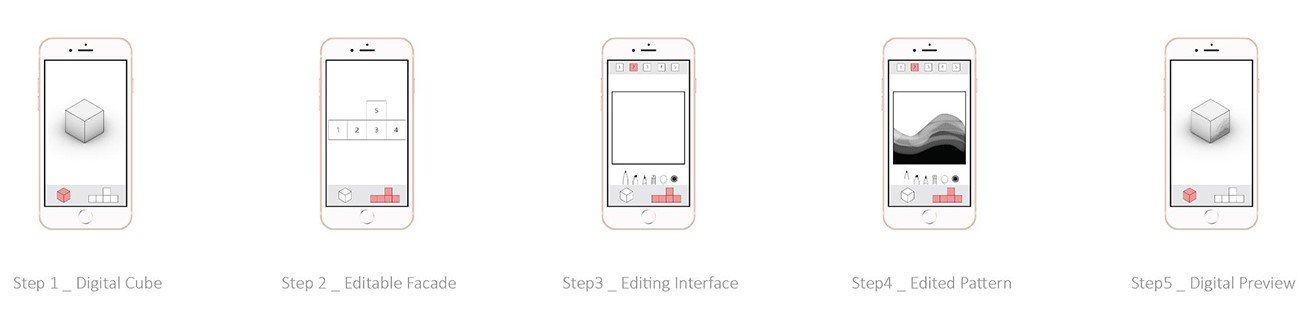 5
1 2 3 4
1 2 3 4 5
1 2 3 4 5
Step 1 _ Digital Cube
Step 2 _ Editable Facade
Step3 _ Editing Interface
Step4 _ Edited Pattern
Step5 _ Digital Preview